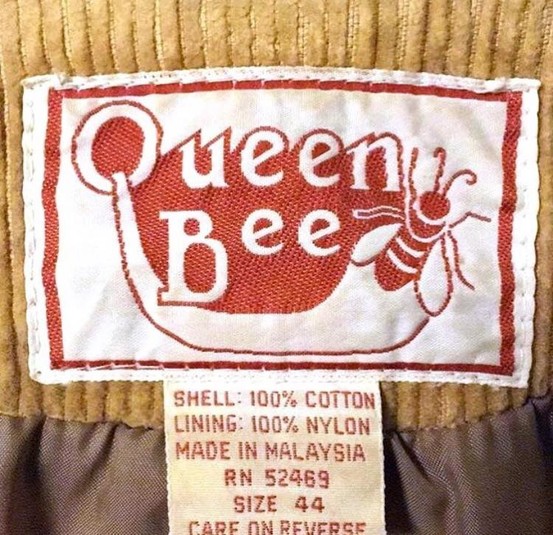 Queen
Bee
SHELL: 100% COTTON
LINING: 100% NYLON
MADE IN MALAYSIA
RN 52469
SIZE 44
CARE ON REVERSE